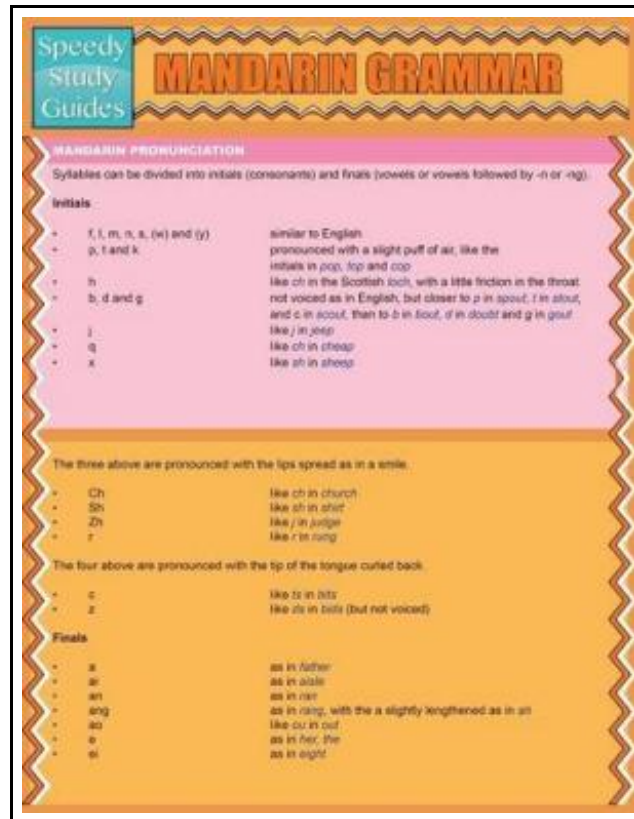 Speedy
Study
Guides
MANDARIN GRAMMAR
MANDARIN PRONUNCIATION
Syllables can be divided into initials (consonants) and finals (vowels or vowels followed by -n or -ng).
Initials
• f, l, m, n, s, (w) and (y) similar to English
• p, t and k pronounced with a slight puff of air, like the
initials in pop, top and cop
• h like ch in the Scottish loch, with a little friction in the throat
• b, d and g not voiced as in English, but closer to p in spout, t in stout,
and c in scout, than to b in bout, d in doubt and g in gout
• j like j in jeep
• q like ch in cheap
• x like sh in sheep
The three above are pronounced with the lips spread as in a smile.
• Ch like ch in church
• Sh like sh in shirt
• Zh like j in judge
• r like r in rung
The four above are pronounced with the tip of the tongue curled back.
• c like ts in bits
• z like ds in bids (but not voiced)
Finals
• a as in father
• ai as in aisle
• an as in ran
• ang as in rang, with the a slightly lengthened as in ah
• ao like ou in out
• e as in her, the
• ei as in eight